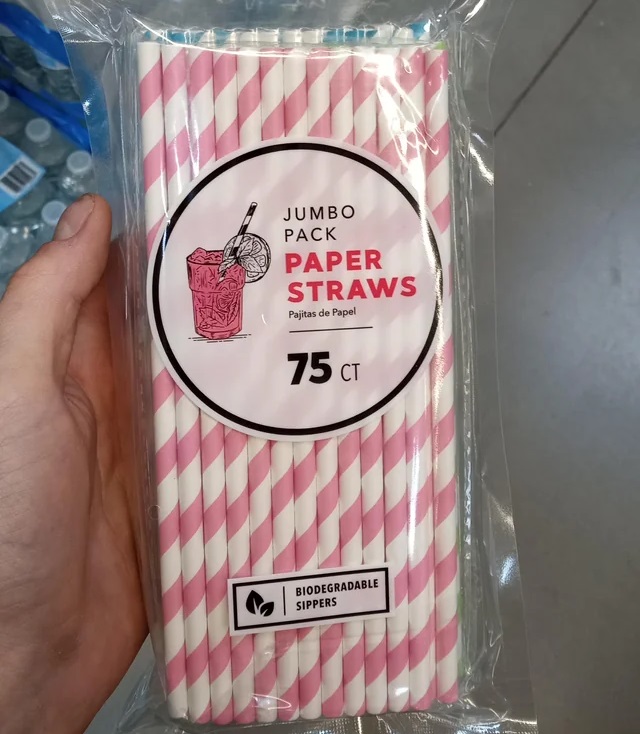 JUMBO
PACK
PAPER
STRAWS
Pajitas de Papel
75 CT
BIODEGRADABLE
SIPPERS